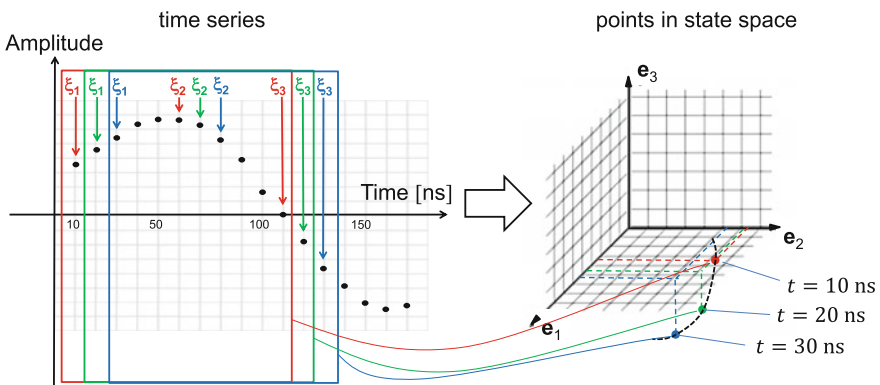 time series
points in state space
Amplitude
ξ1 ξ1 ξ1 ξ2 ξ2 ξ2 ξ3 ξ3 ξ3
e3
Time [ns]
10 50 100 150
e2
e1
t = 10 ns
t = 20 ns
t = 30 ns